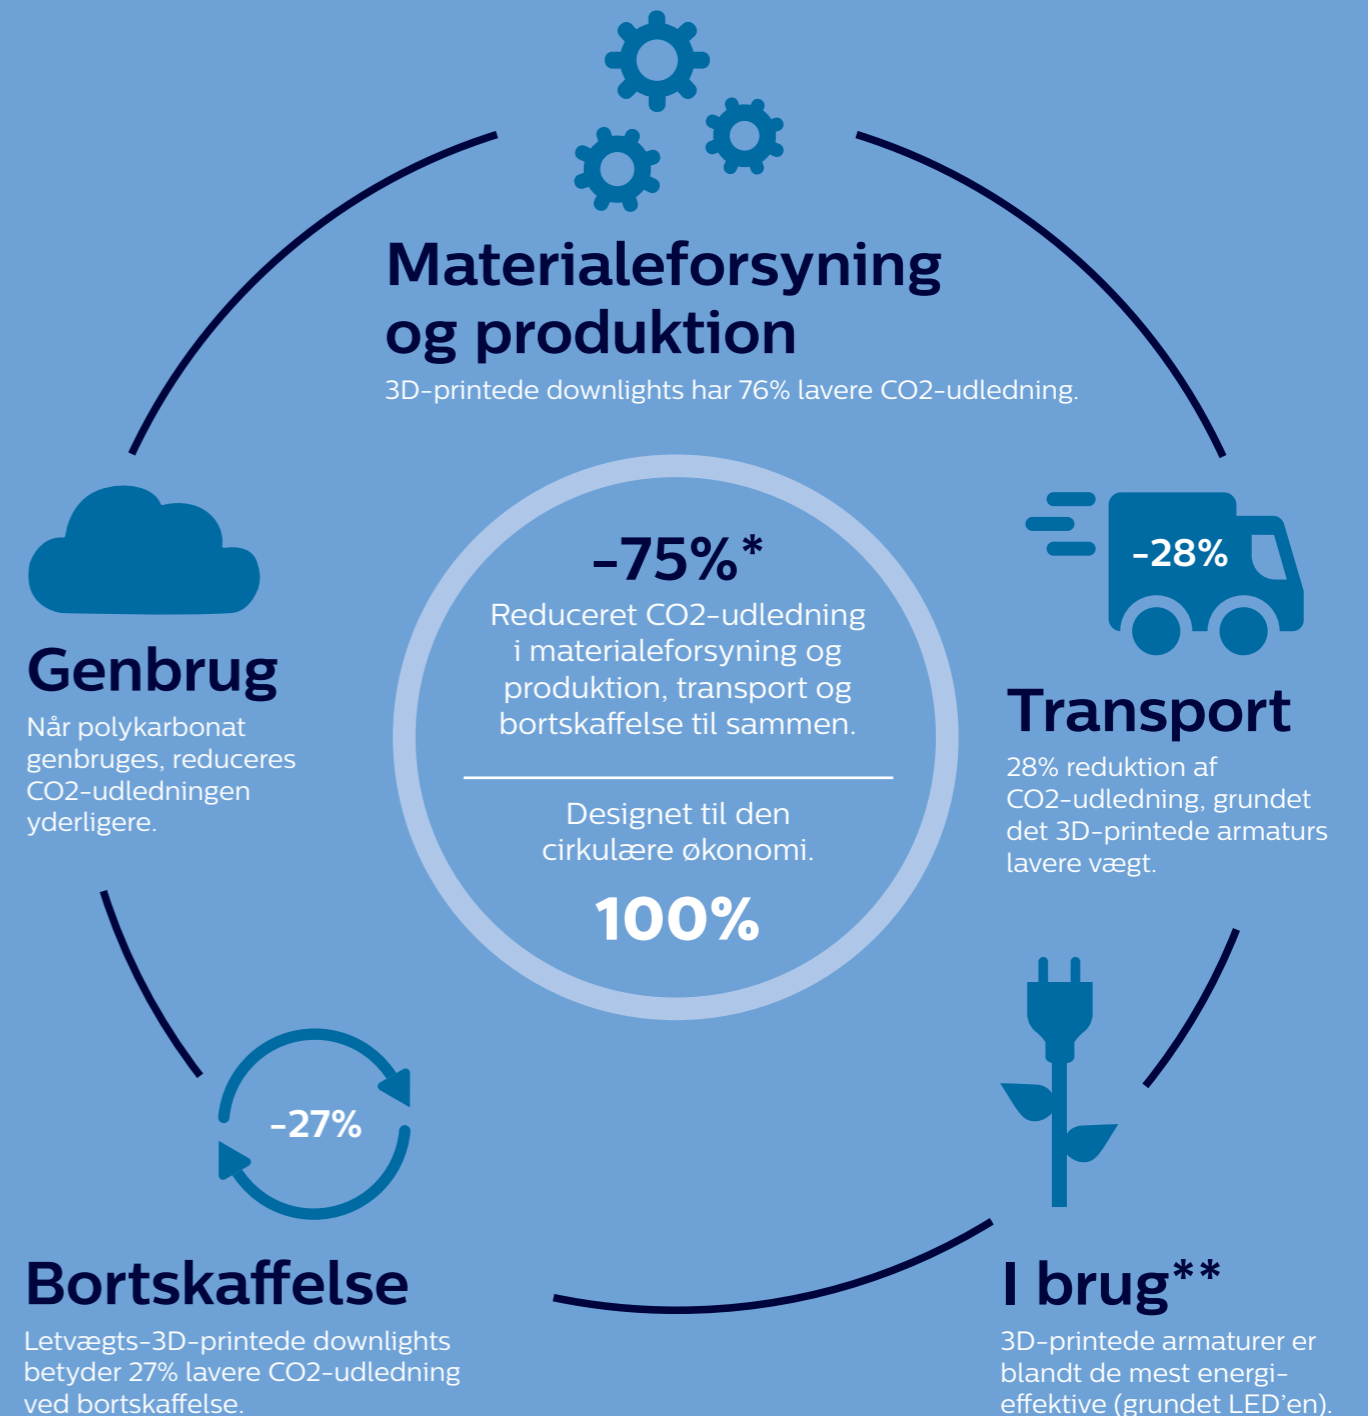 Materialeforsyning
og produktion
3D-printede downlights har 76% lavere CO2-udledning.
-28%
Transport
28% reduktion af
CO2-udledning, grundet
det 3D-printede armaturs
lavere vægt.
I brug**
3D-printede armaturer er
blandt de mest energi-
effektive (grundet LED'en).
-27%
Bortskaffelse
Letvægts-3D-printede downlights
betyder 27% lavere CO2-udledning
ved bortskaffelse.
Genbrug
Når polykarbonat
genbruges, reduceres
CO2-udledningen
yderligere.
-75%*
Reduceret CO2-udledning
i materialeforsyning og
produktion, transport og
bortskaffelse til sammen.
Designet til den
cirkulære økonomi.
100%